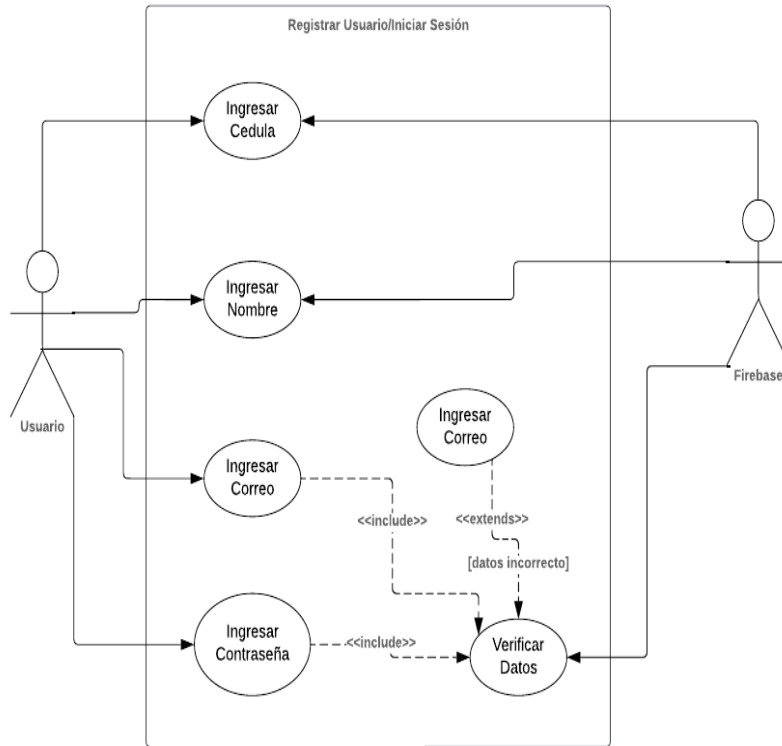 Registrar Usuario/Iniciar Sesión
Ingresar
Cedula
Ingresar
Nombre
Usuario
Firebase
Ingresar
Correo
Ingresar
Correo
<<include>>
<<extends>>
[datos incorrecto]
Ingresar
Contraseña
<<include>>
Verificar
Datos